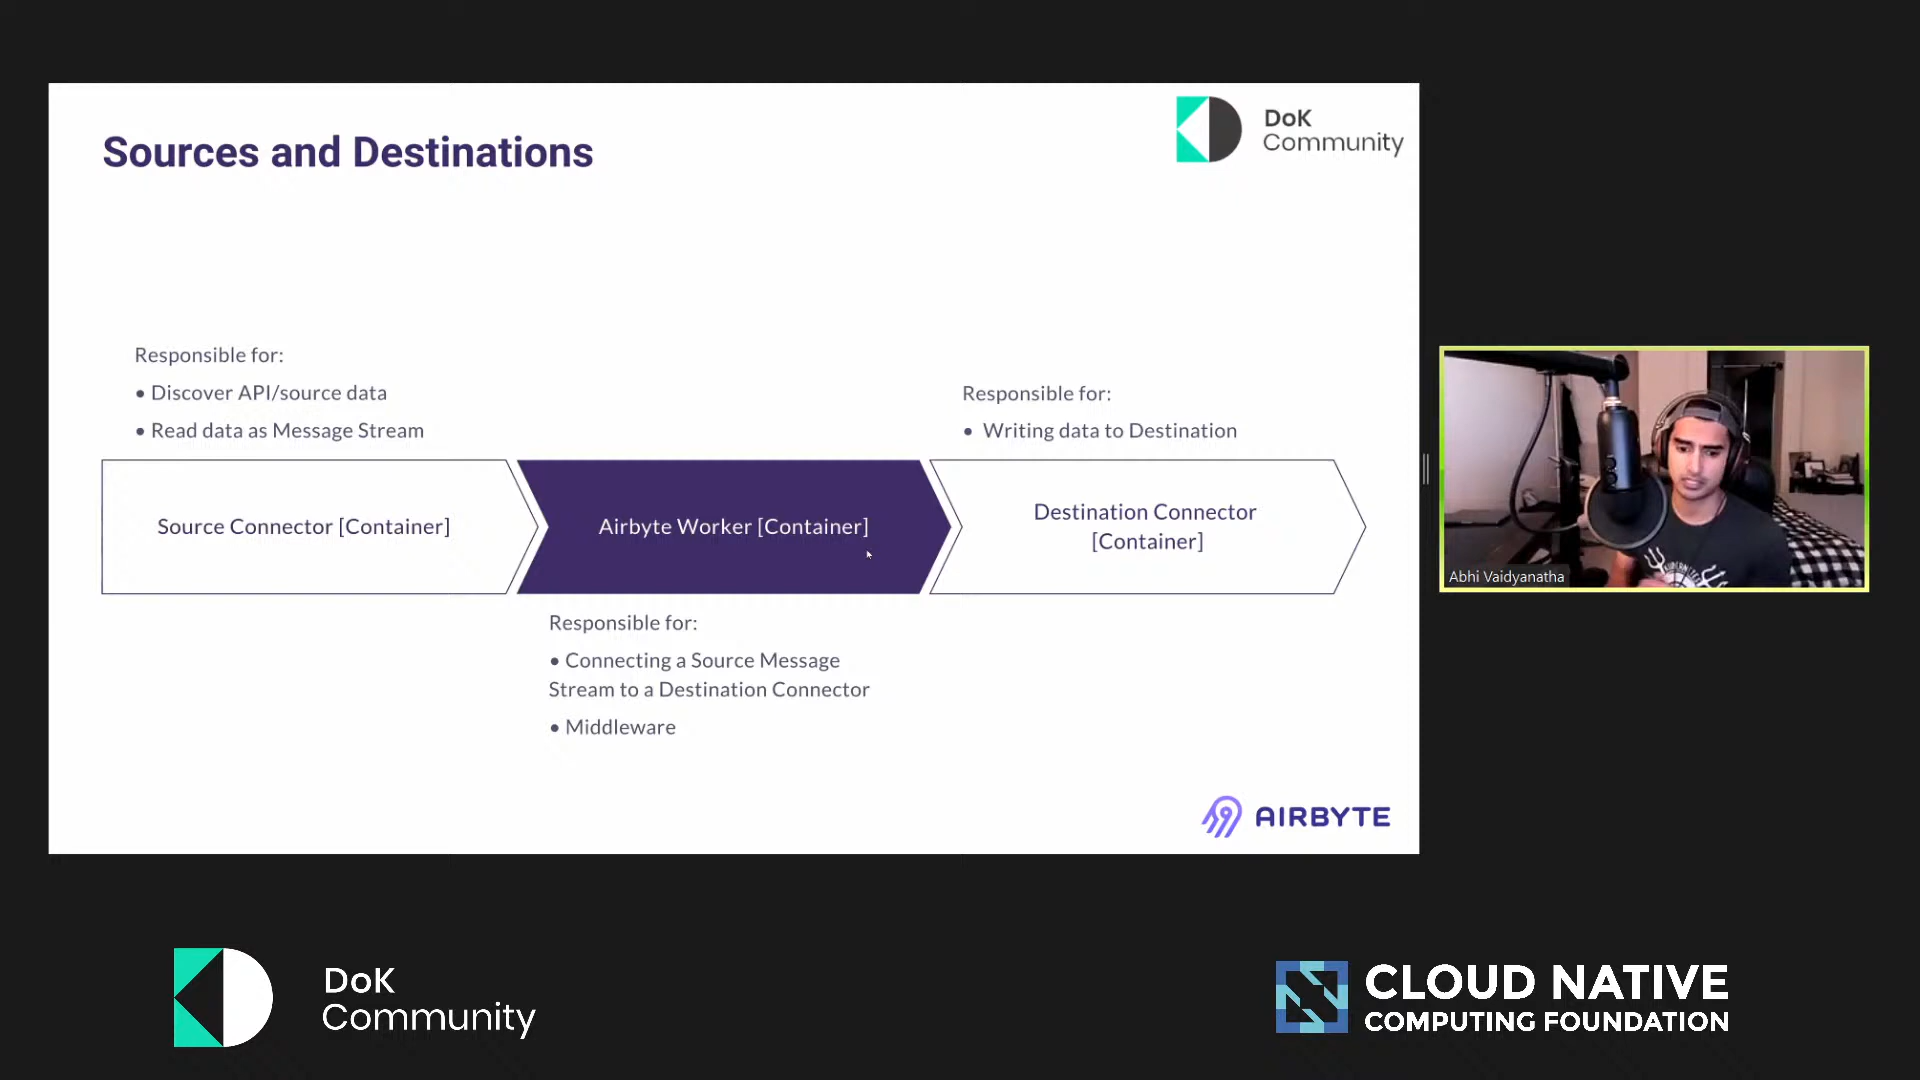 Sources and Destinations
DoK
Community
Responsible for:
• Discover API/source data
• Read data as Message Stream
Responsible for:
• Writing data to Destination
Source Connector [Container]
Airbyte Worker [Container]
Destination Connector
[Container]
Responsible for:
• Connecting a Source Message
Stream to a Destination Connector
• Middleware
AIRBYTE
Abhi Vaidyanatha
DoK
Community
CLOUD NATIVE
COMPUTING FOUNDATION